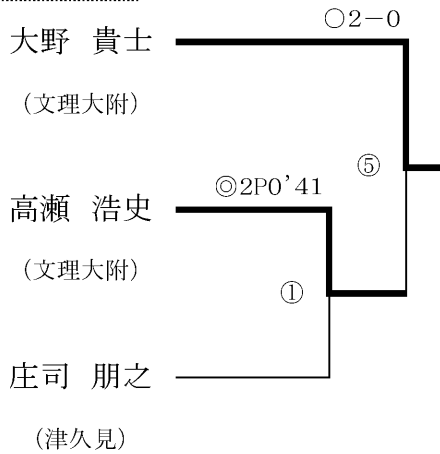 ○2-0
大野 貴士
(文理大附)
⑤
◎2P0'41
高瀬 浩史
(文理大附)
①
庄司 朋之
(津久見)